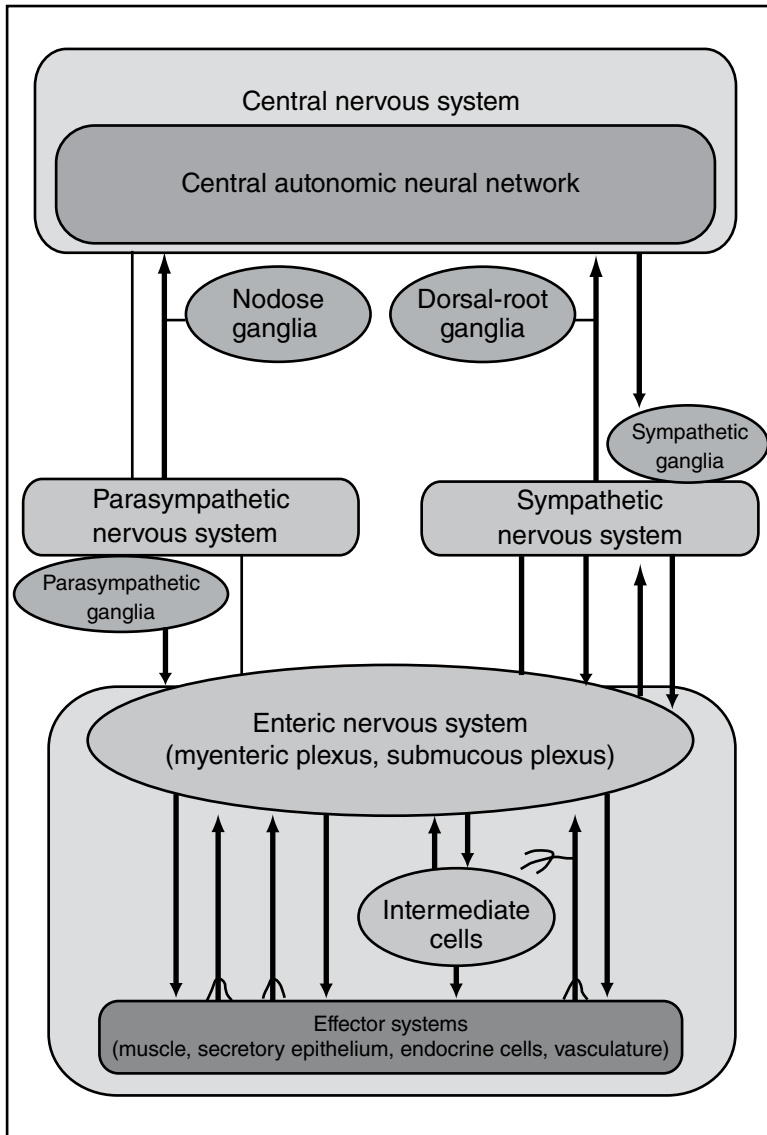 Central nervous system
Central autonomic neural network
Nodose
ganglia
Dorsal-root
ganglia
Sympathetic
ganglia
Parasympathetic
nervous system
Sympathetic
nervous system
Parasympathetic
ganglia
Enteric nervous system
(myenteric plexus, submucous plexus)
Intermediate
cells
Effector systems
(muscle, secretory epithelium, endocrine cells, vasculature)